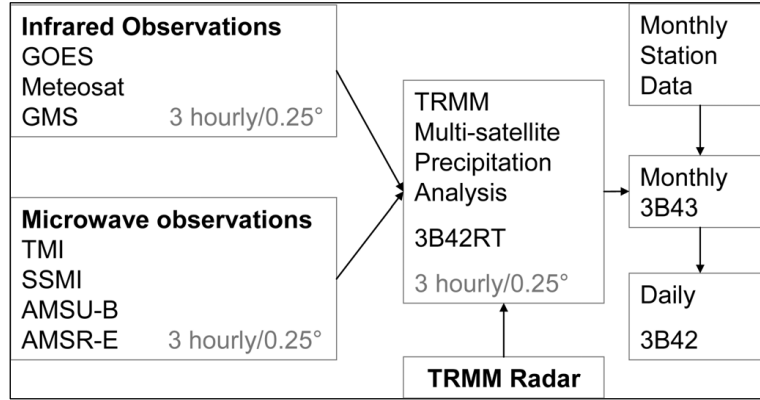 Infrared Observations
GOES
Meteosat
GMS 3 hourly/0.25°
Microwave observations
TMI
SSMI
AMSU-B
AMSR-E 3 hourly/0.25°
TRMM
Multi-satellite
Precipitation
Analysis
3B42RT
3 hourly/0.25°
TRMM Radar
Monthly
Station
Data
Monthly
3B43
Daily
3B42